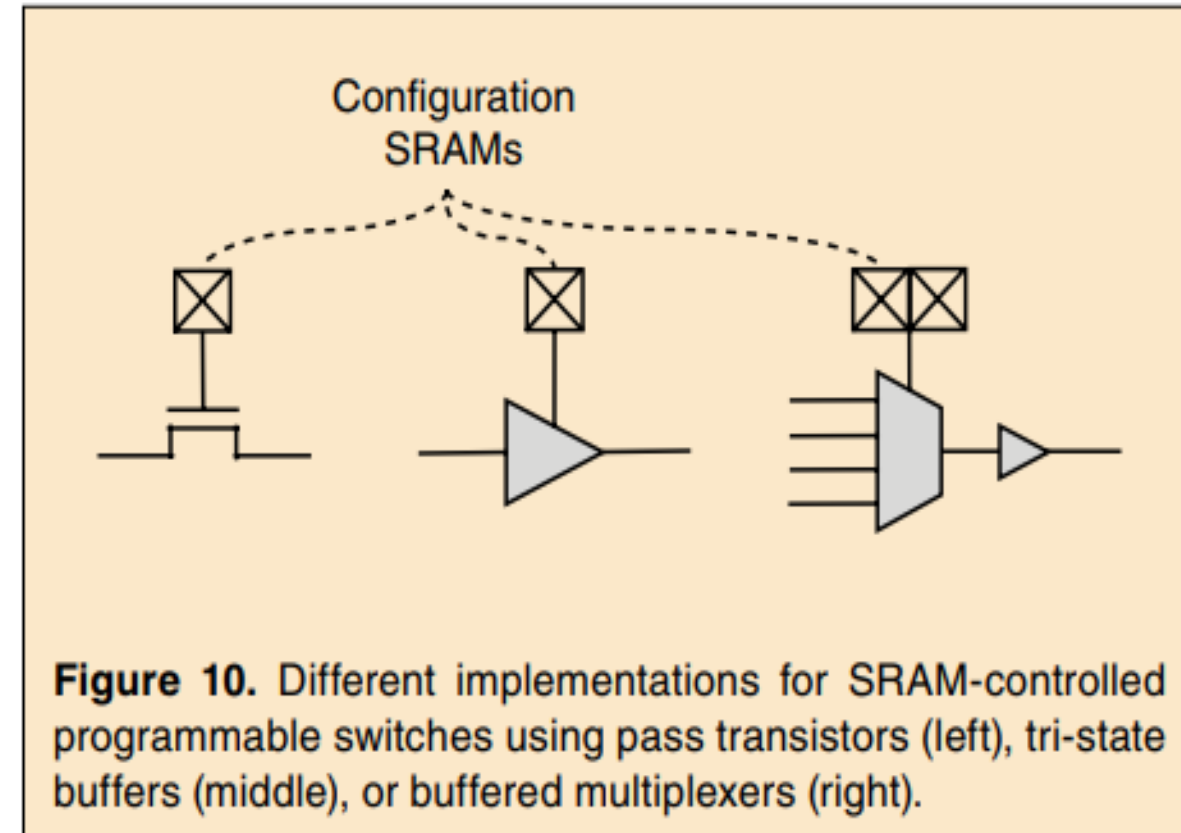 Configuration
SRAMs
Figure 10. Different implementations for SRAM-controlled
programmable switches using pass transistors (left), tri-state
buffers (middle), or buffered multiplexers (right).